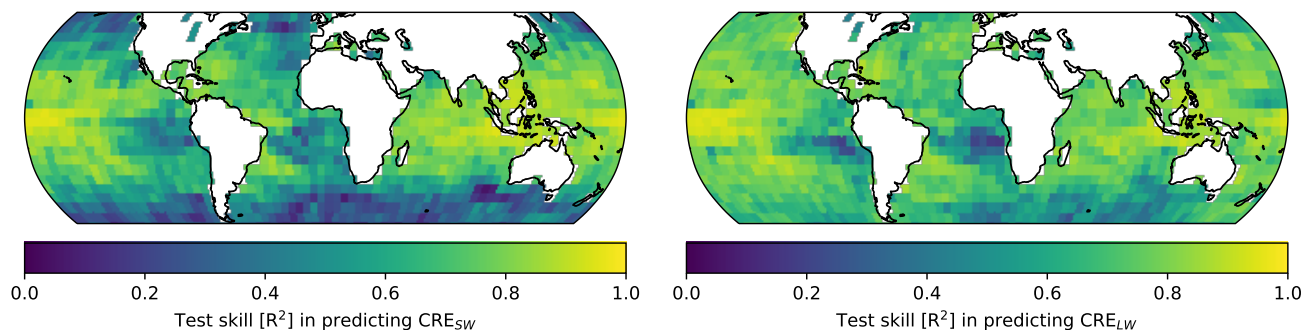 0.0 0.2 0.4 0.6 0.8 1.0
Test skill [R²] in predicting CRE_SW
0.0 0.2 0.4 0.6 0.8 1.0
Test skill [R²] in predicting CRE_LW